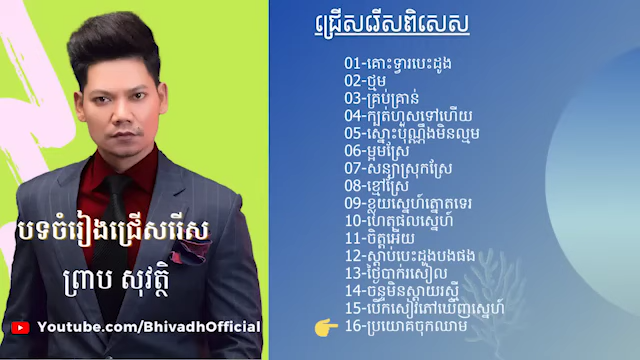 ជ្រើសរើសពិសេស
01-គោះទ្វារបេះដូង
02-ថ្មម
03-គ្រប់គ្រាន់
04-ក្បត់ហួសទៅហើយ
05-ស្មោះប៉ុណ្ណឹងមិនល្មម
06-ម្អមស្រែ
07-សន្យាស្រុកស្រែ
08-ខ្មៅស្រែ
09-ខ្យល់ស្នេហ៍ត្នោតទេរ
10-ហេតុផលស្នេហ៍
11-ចិត្តអើយ
12-ស្ដាប់បេះដូងបងផង
13-ថ្ងៃបាក់រសៀល
14-ចន្ទមិនស្ដាយរស្មី
15-បើកសៀវភៅឃើញស្នេហ៍
16-ប្រយោគចុកឈាម
បទចំរៀងជ្រើសរើស
ព្រាប សុវត្ថិ
Youtube.com/BhivadhOfficial